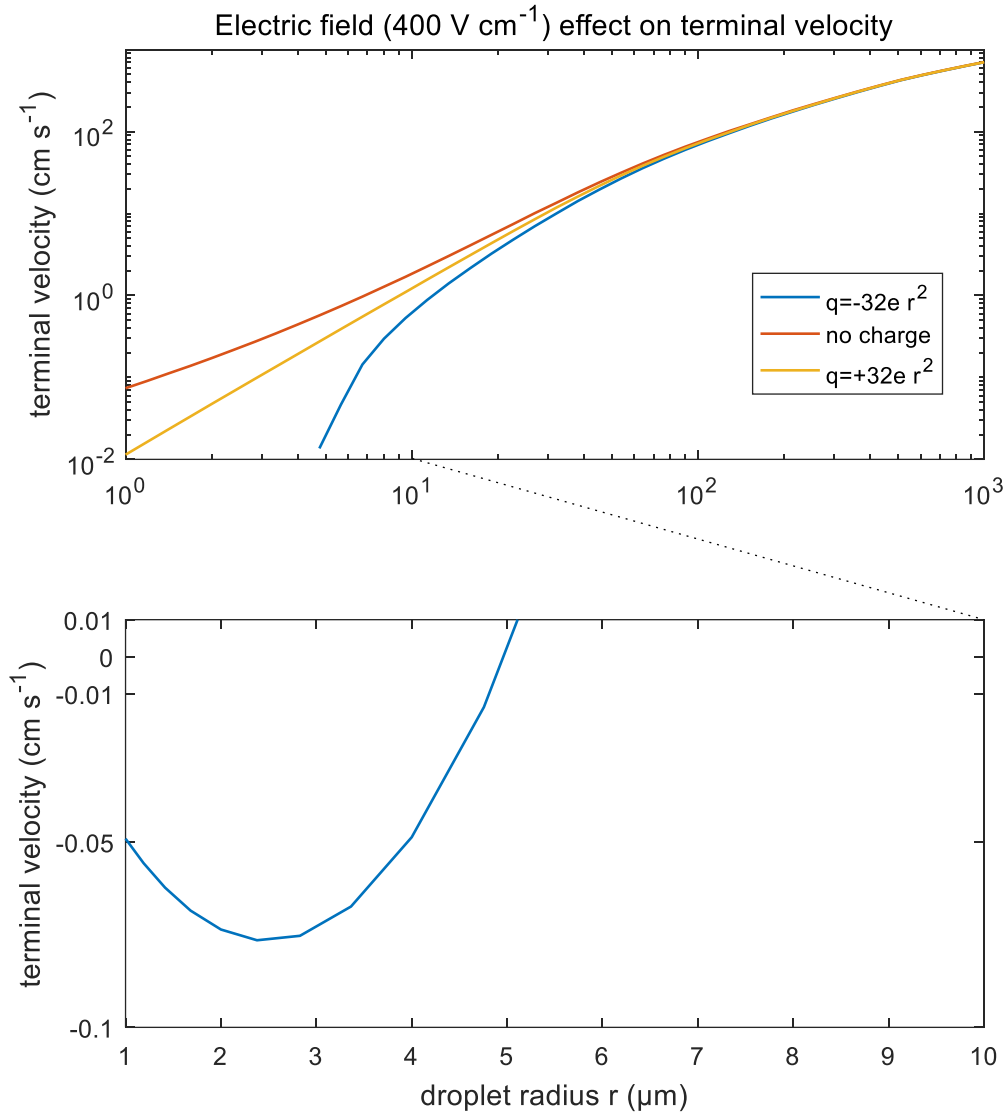 Electric field (400 V cm⁻¹) effect on terminal velocity
terminal velocity (cm s⁻¹)
10²
10⁰
10⁻²
q=-32e r²
no charge
q=+32e r²
10⁰ 10¹ 10² 10³
terminal velocity (cm s⁻¹)
0.01
0
-0.01
-0.05
-0.1
1 2 3 4 5 6 7 8 9 10
droplet radius r (µm)